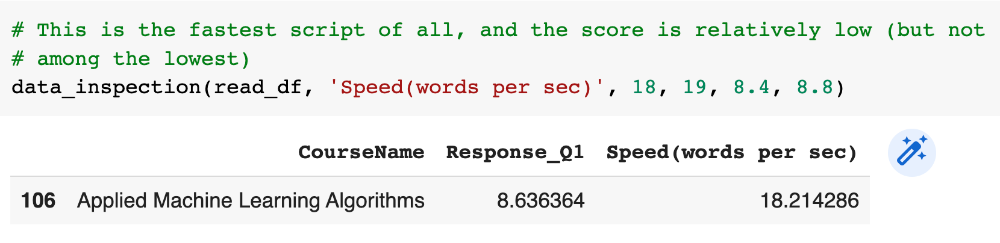 # This is the fastest script of all, and the score is relatively low (but not
# among the lowest)
data_inspection(read_df, 'Speed(words per sec)', 18, 19, 8.4, 8.8)
CourseName Response_Q1 Speed(words per sec)
106 Applied Machine Learning Algorithms 8.636364 18.214286